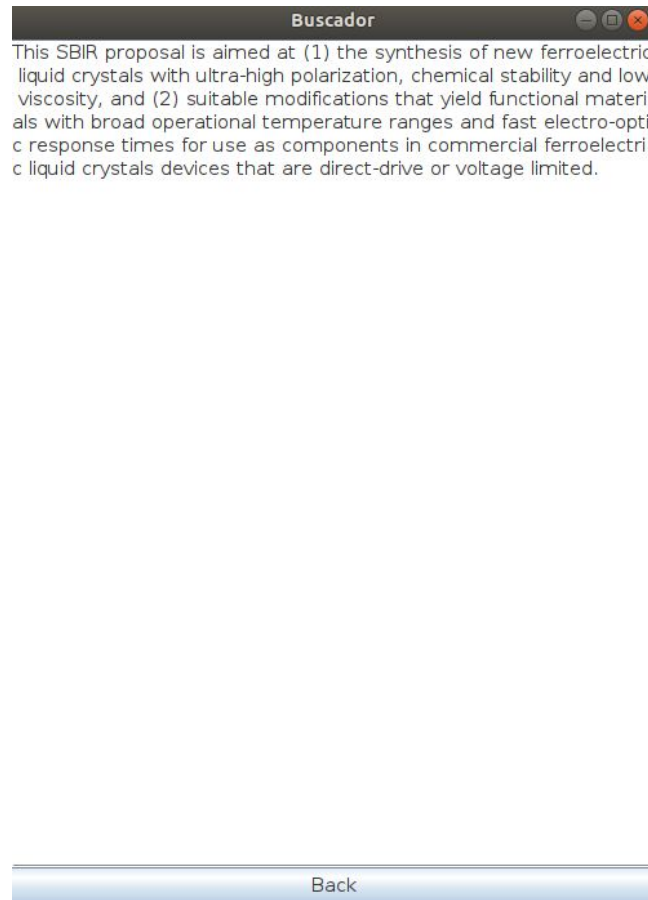 Buscador
This SBIR proposal is aimed at (1) the synthesis of new ferroelectric
liquid crystals with ultra-high polarization, chemical stability and low
viscosity, and (2) suitable modifications that yield functional materi
als with broad operational temperature ranges and fast electro-opti
c response times for use as components in commercial ferroelectri
c liquid crystals devices that are direct-drive or voltage limited.
Back